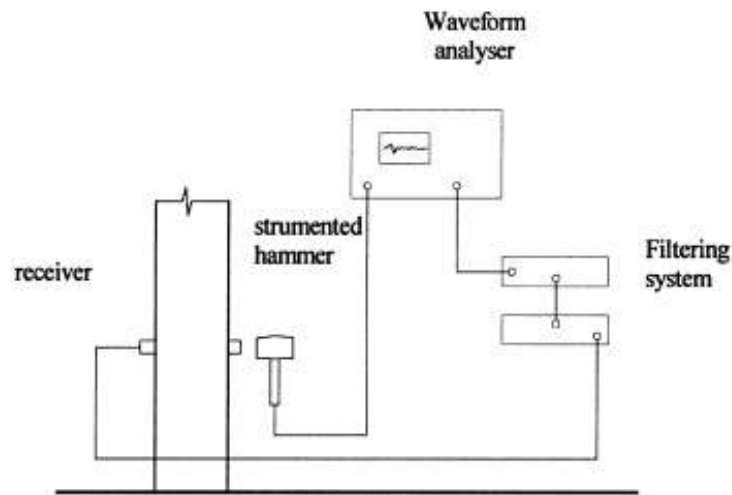 Waveform
analyser
strumented
hammer
receiver
Filtering
system